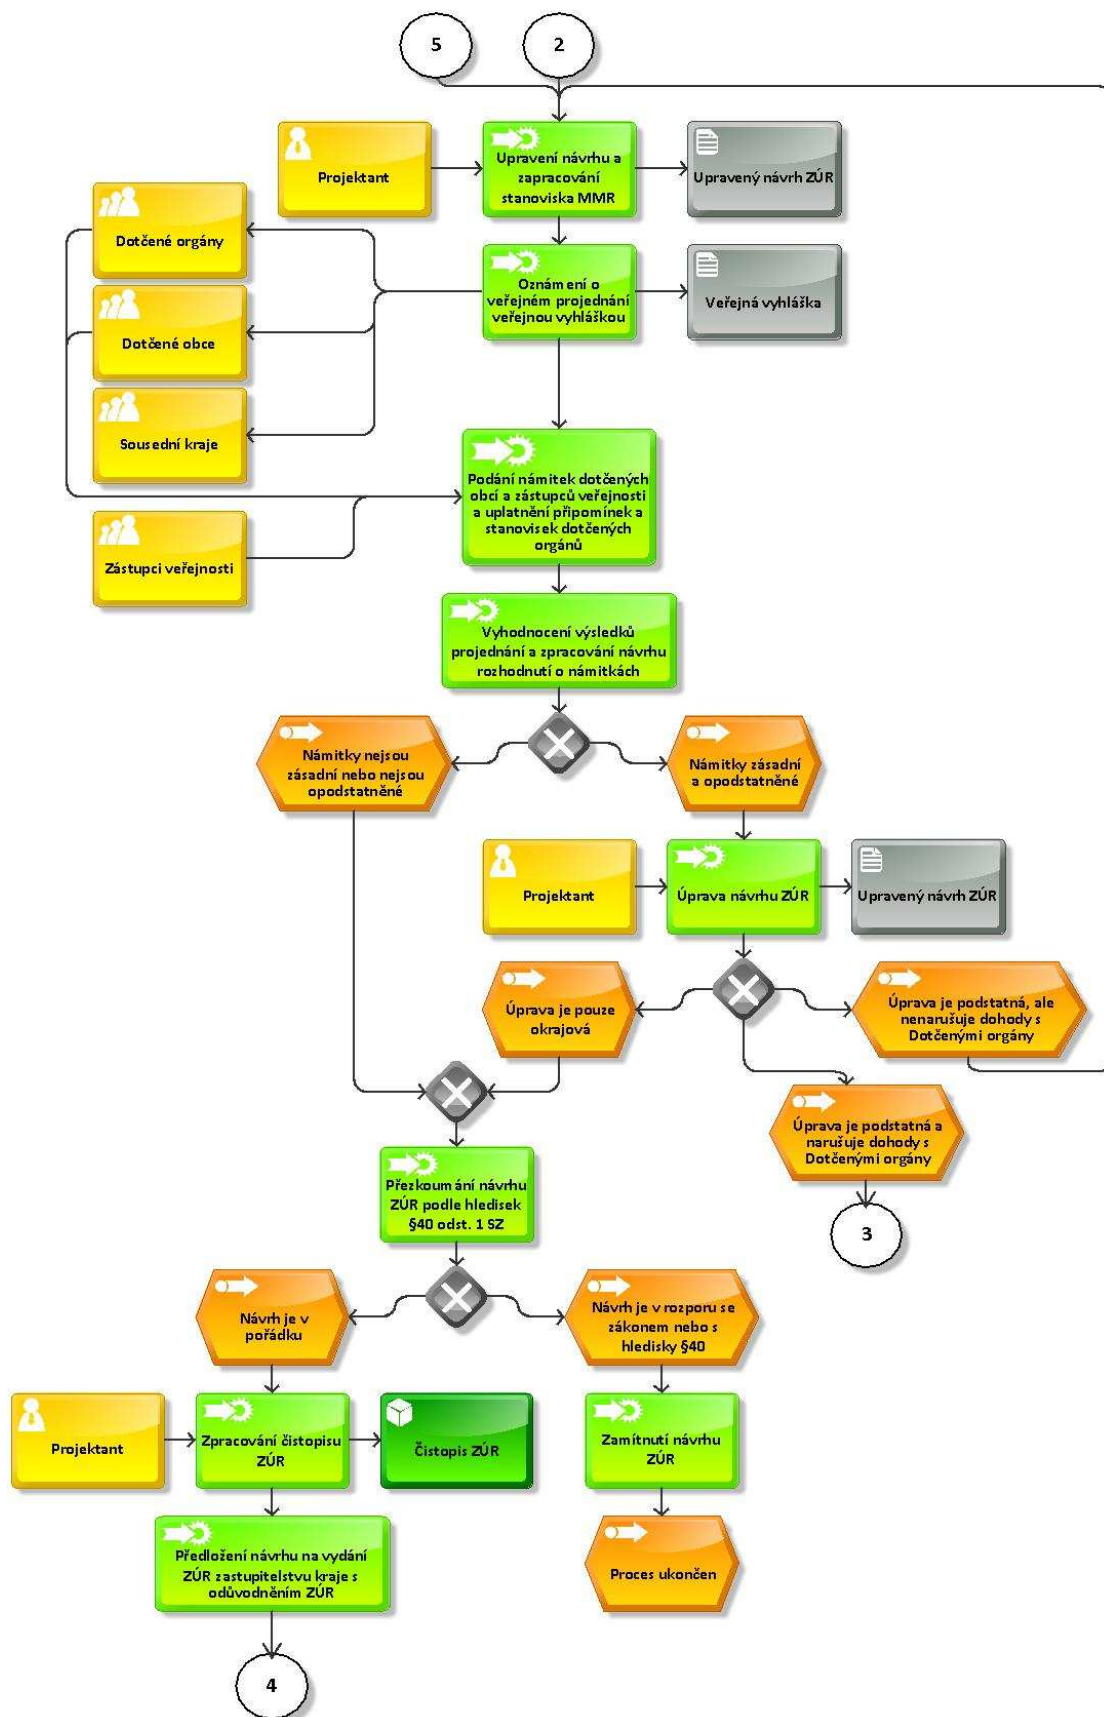 5
2
Projektant
Upravení návrhu a
zapracování
stanoviska MMR
Upravený návrh ZÚR
Dotčené orgány
Oznámení o
veřejném projednání
veřejnou vyhláškou
Veřejná vyhláška
Dotčené obce
Sousední kraje
Podání námitek dotčených
obcí a zástupců veřejnosti
a uplatnění připomínek a
stanovisek dotčených
orgánů
Zástupci veřejnosti
Vyhodnocení výsledků
projednání a zpracování návrhu
rozhodnutí o námitkách
Námitky nejsou
zásadní nebo nejsou
opodstatněné
Námitky zásadní
a opodstatněné
Projektant
Úprava návrhu ZÚR
Upravený návrh ZÚR
Úprava je pouze
okrajová
Úprava je podstatná, ale
nenarušuje dohody s
Dotčenými orgány
Úprava je podstatná a
narušuje dohody s
Dotčenými orgány
Přezkoumání návrhu
ZÚR podle hledisek
§40 odst. 1 SZ
3
Návrh je v
pořádku
Návrh je v rozporu se
zákonem nebo s
hledisky §40
Projektant
Zpracování čistopisu
ZÚR
Čistopis ZÚR
Zamítnutí návrhu
ZÚR
Předložení návrhu na vydání
ZÚR zastupitelstvu kraje s
odůvodněním ZÚR
Proces ukončen
4